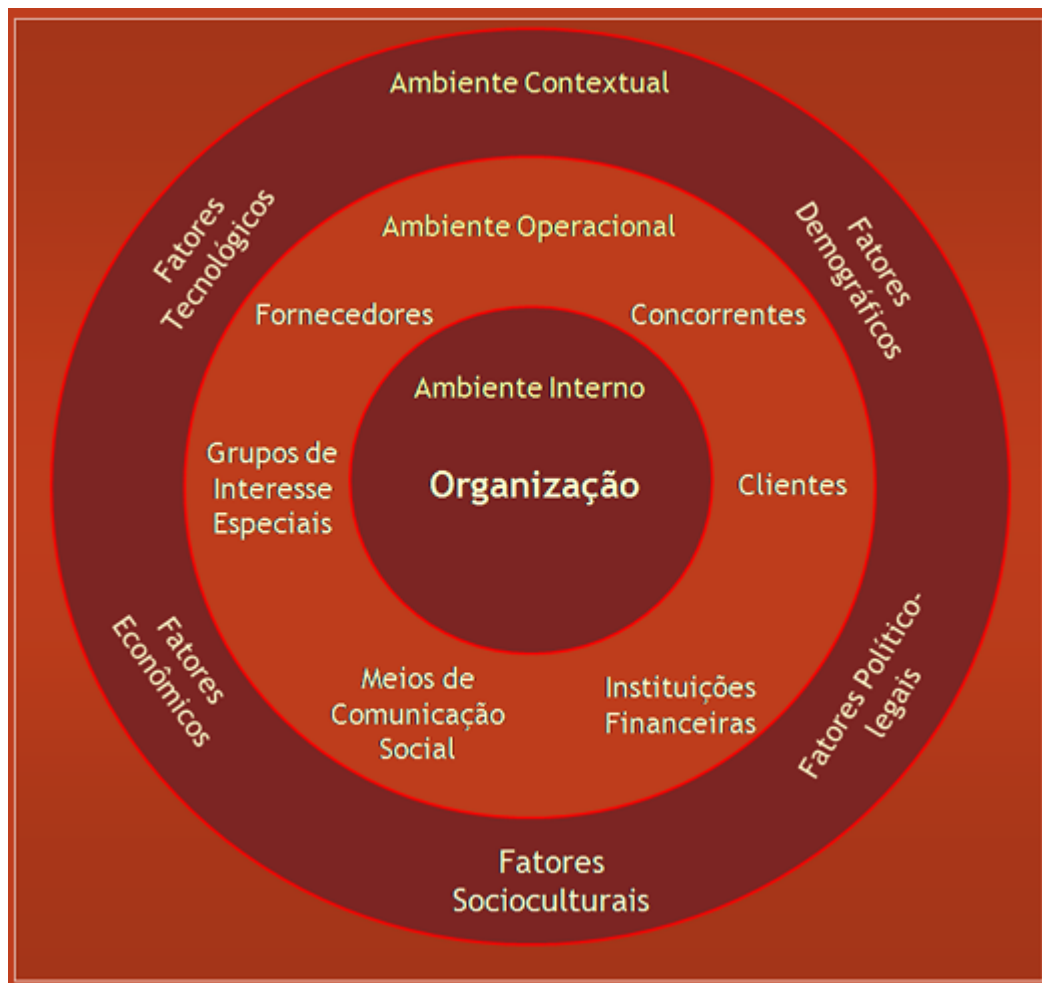 Ambiente Contextual
Fatores
Tecnológicos
Fatores
Demográficos
Ambiente Operacional
Fornecedores
Concorrentes
Ambiente Interno
Organização
Grupos de
Interesse
Especiais
Clientes
Fatores
Econômicos
Meios de
Comunicação
Social
Instituições
Financeiras
Fatores Político-
legais
Fatores
Socioculturais